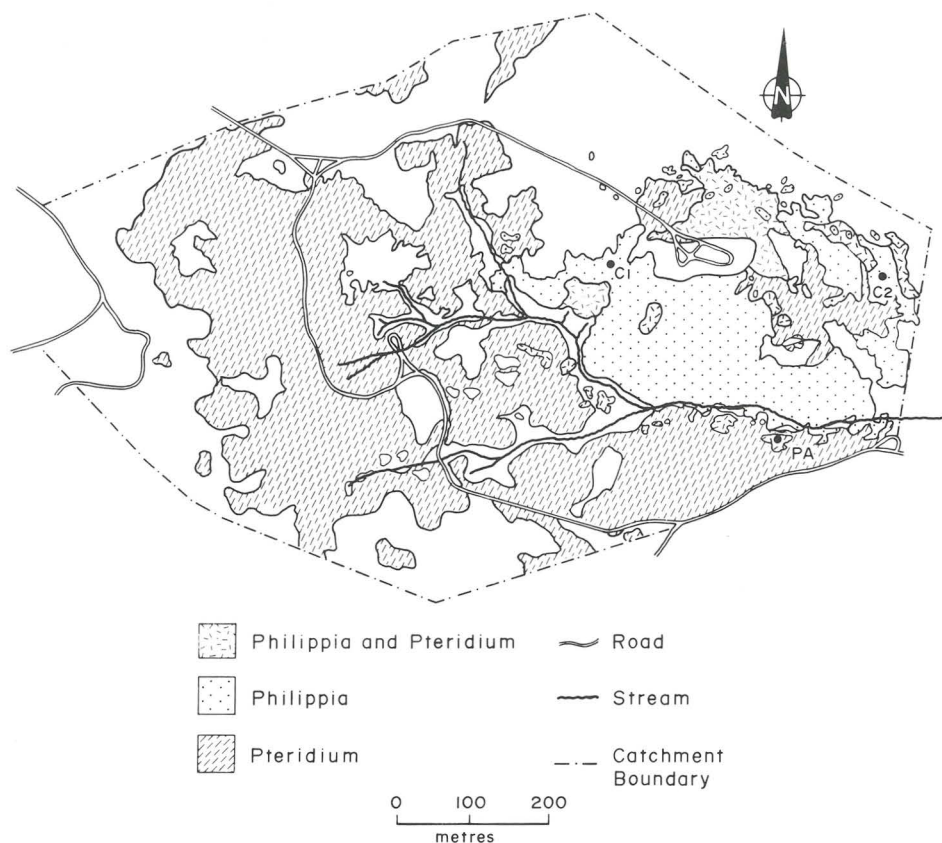 N
C1
C2
PA
Philippia and Pteridium
Philippia
Pteridium
Road
Stream
Catchment
Boundary
0 100 200
metres